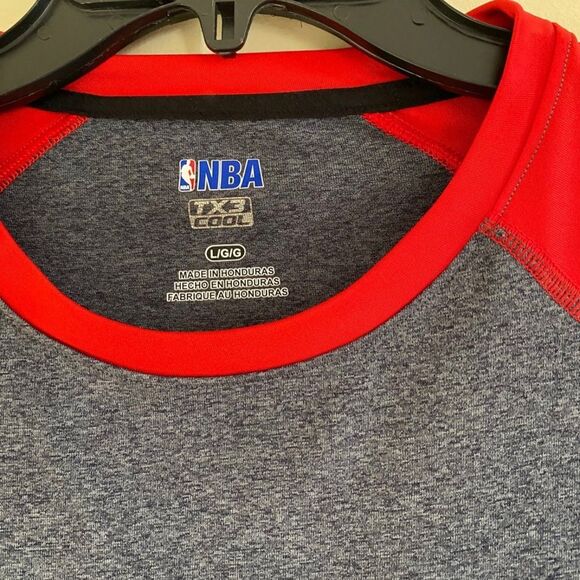 NBA
TX3
COOL
L/G/G
MADE IN HONDURAS
HECHO EN HONDURAS
FABRIQUE AU HONDURAS